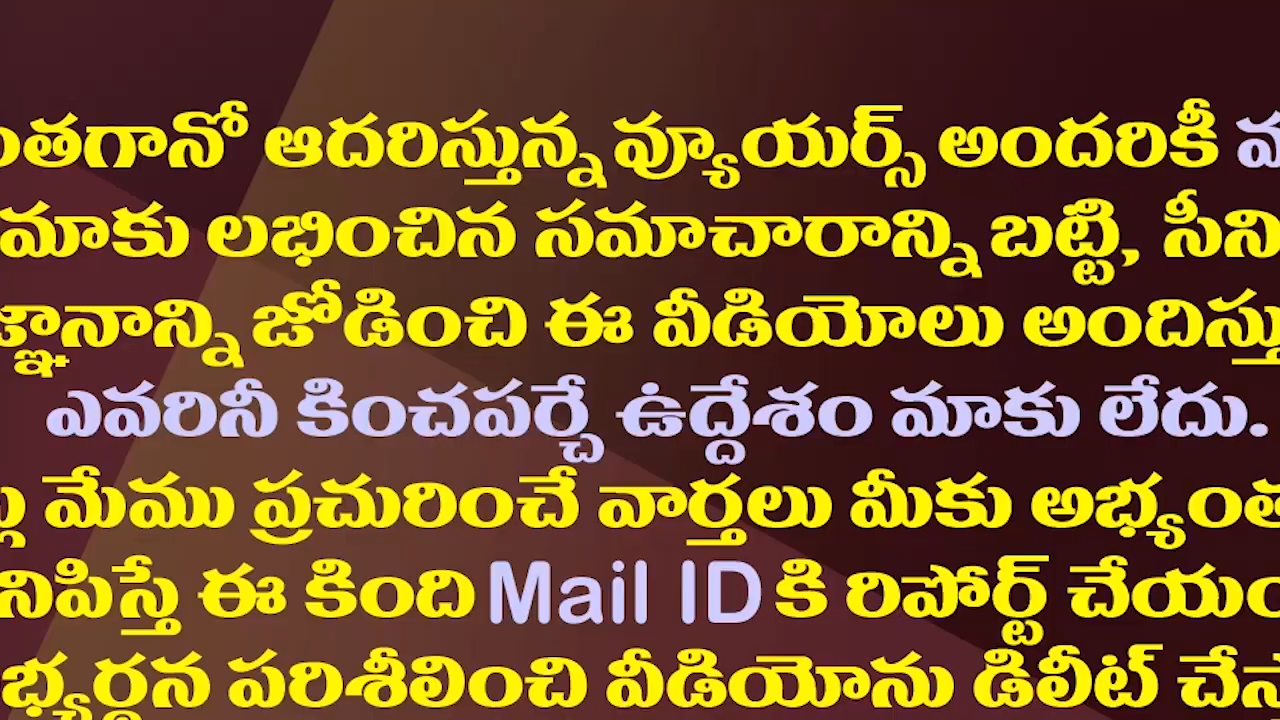 ంతగానో ఆదరిస్తున్న వ్యూయర్స్ అందరికీ
మాకు లభించిన సమాచారాన్ని బట్టి, సీని
జ్ఞానాన్ని జోడించి ఈ వీడియోలు అందిస్తు
ఎవరినీ కించపర్చే ఉద్దేశం మాకు లేదు.
మేము ప్రచురించే వార్తలు మీకు అభ్యంత
నిపిస్తే ఈ కింది Mail ID కి రిపోర్ట్ చేయం
భ్యర్థన పరిశీలించి వీడియోను డిలీట్ చేస